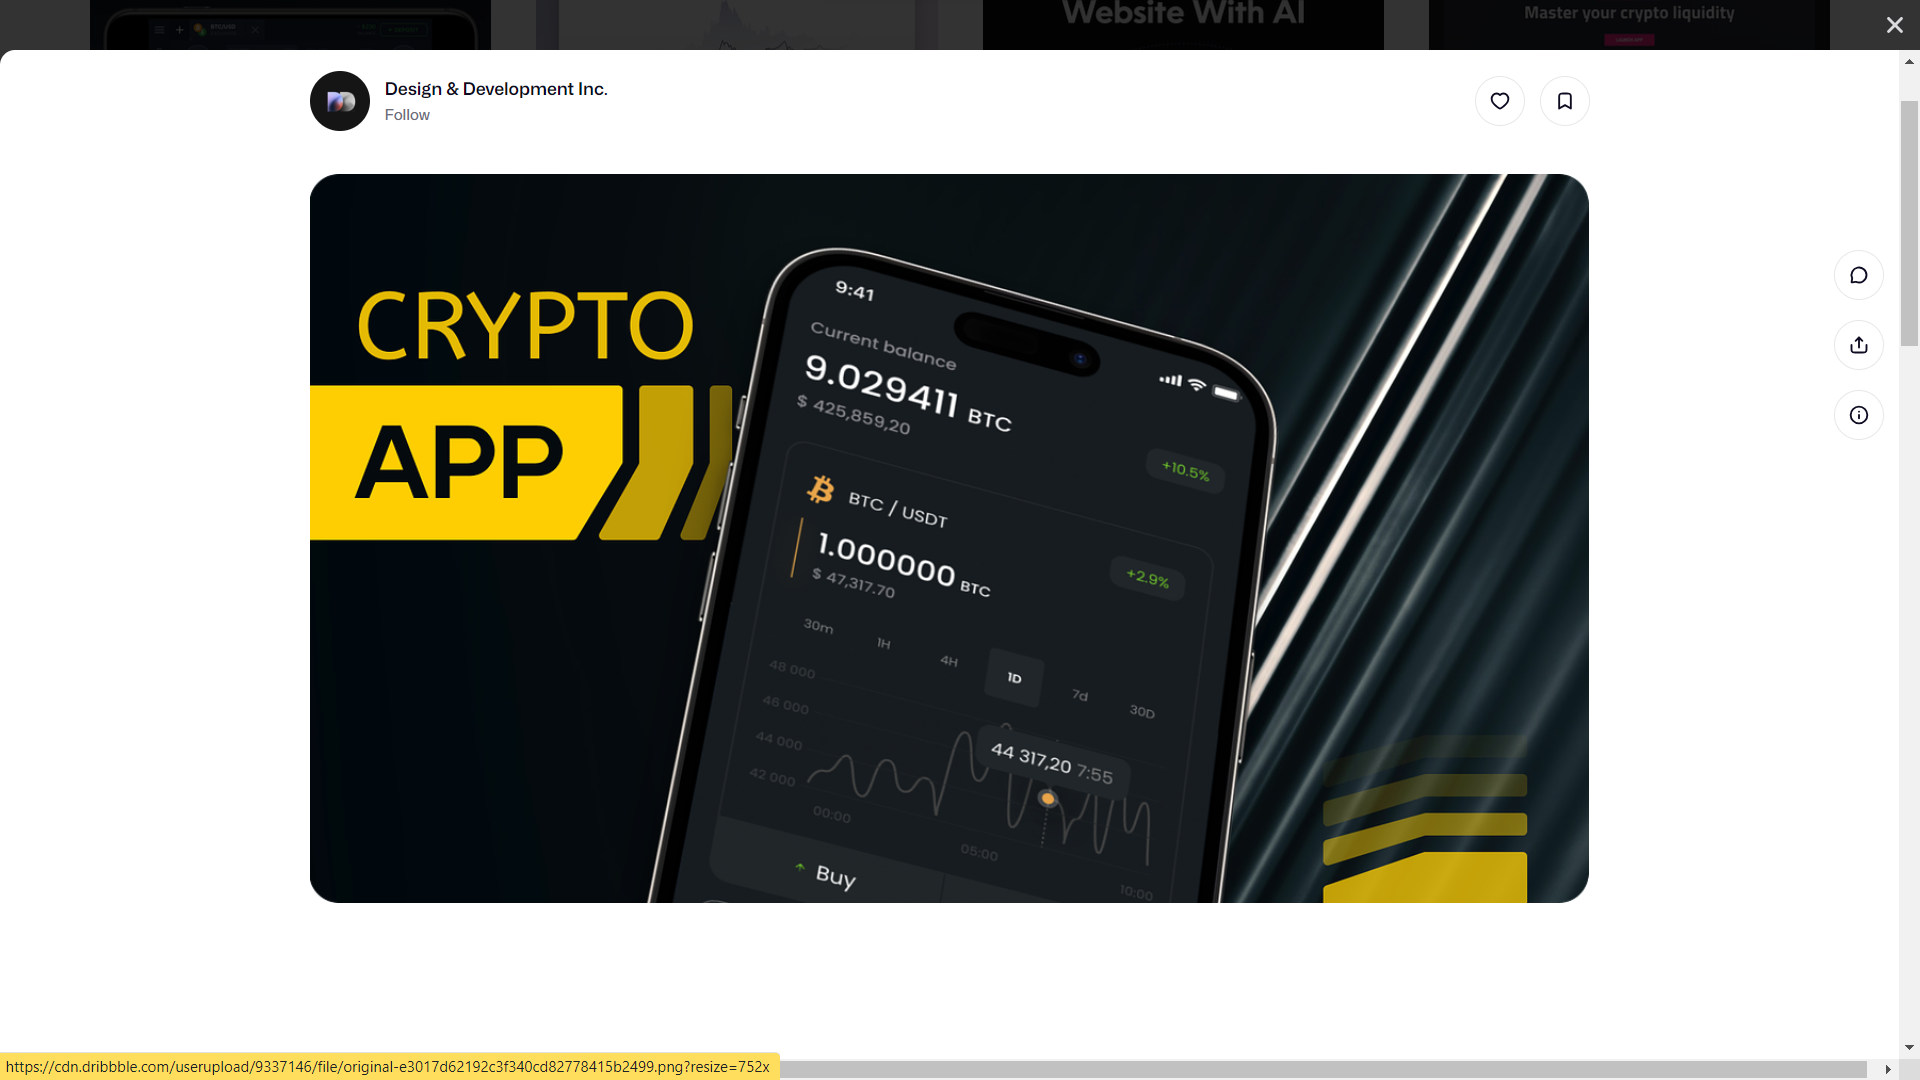 Website With AI
Master your crypto liquidity
Design & Development Inc.
Follow
CRYPTO
APP
9:41
Current balance
9.029411 BTC
$ 425,859,20
+10.5%
BTC / USDT
1.000000 BTC
$ 47,317.70
+2.9%
30m 1H 4H 1D 7d 30D
48 000
46 000
44 000
42 000
44 317,20 7:55
00:00 05:00 10:00
Buy
https://cdn.dribbble.com/userupload/9337146/file/original-e3017d62192c3f340cd82778415b2499.png?resize=752x